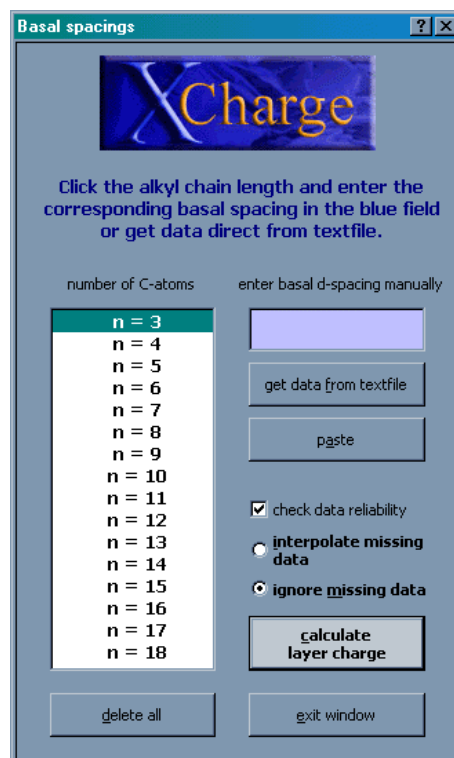 Basal spacings
XCharge
Click the alkyl chain length and enter the
corresponding basal spacing in the blue field
or get data direct from textfile.
number of C-atoms
n = 3
n = 4
n = 5
n = 6
n = 7
n = 8
n = 9
n = 10
n = 11
n = 12
n = 13
n = 14
n = 15
n = 16
n = 17
n = 18
delete all
enter basal d-spacing manually
get data from textfile
paste
check data reliability
interpolate missing
data
ignore missing data
calculate
layer charge
exit window